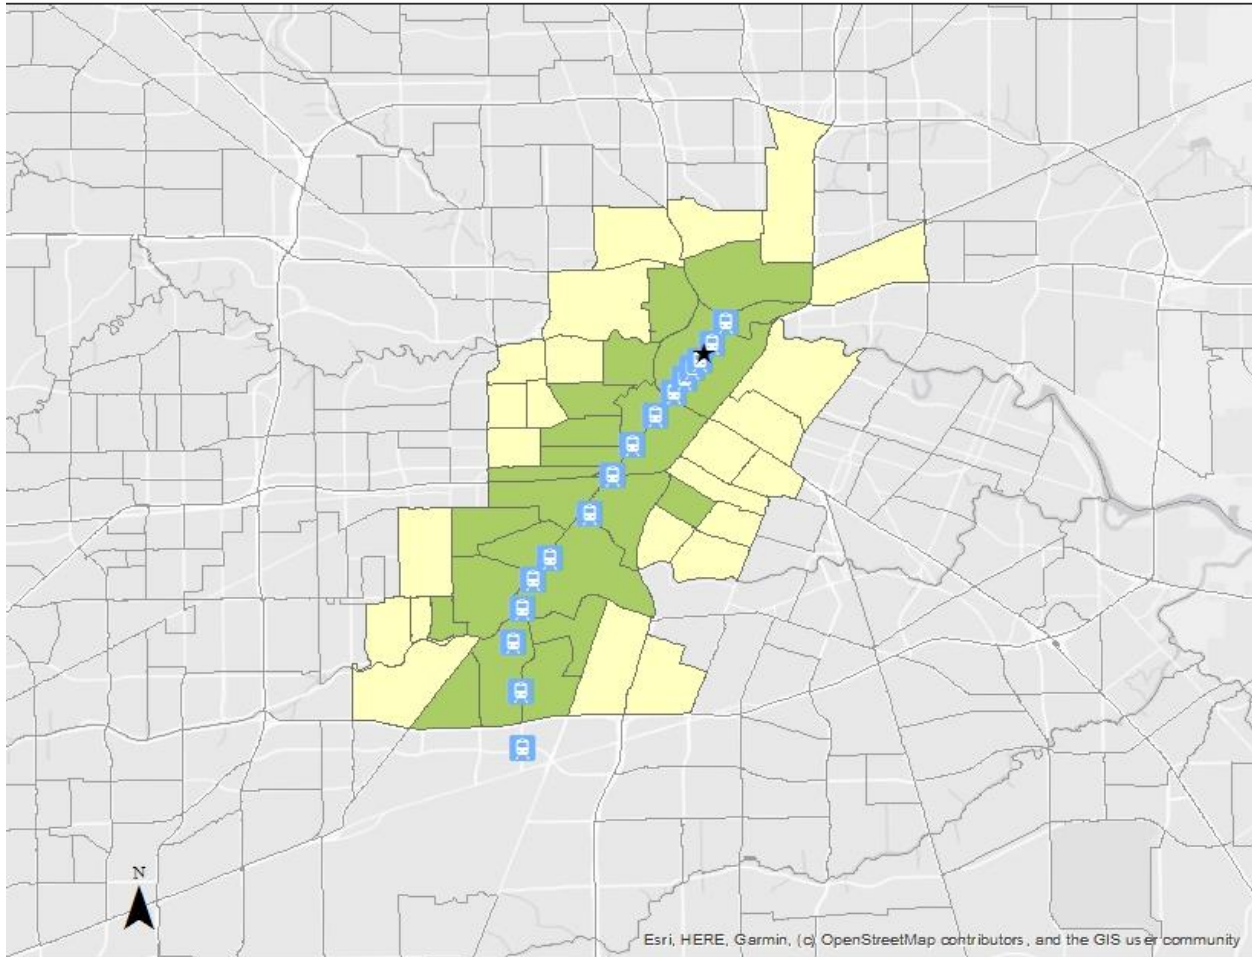 N
Esri, HERE, Garmin, (c) OpenStreetMap contributors, and the GIS user community